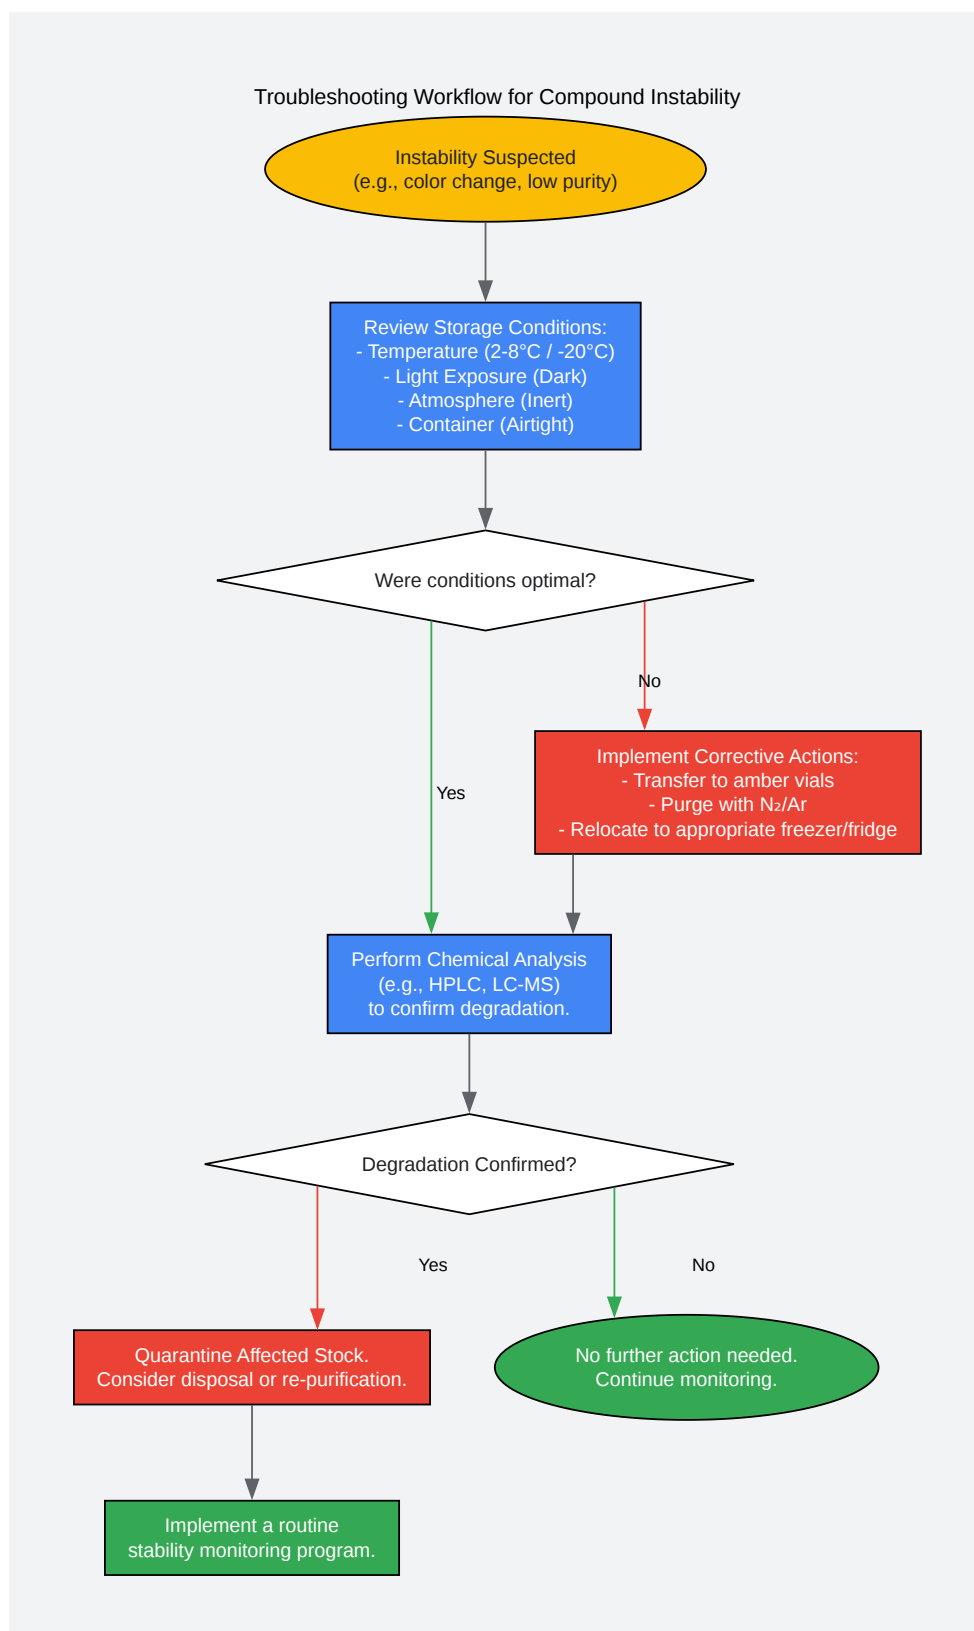 Troubleshooting Workflow for Compound Instability
Instability Suspected
(e.g., color change, low purity)
Review Storage Conditions:
- Temperature (2-8°C / -20°C)
- Light Exposure (Dark)
- Atmosphere (Inert)
- Container (Airtight)
Were conditions optimal?
No
Implement Corrective Actions:
- Transfer to amber vials
- Purge with N₂/Ar
- Relocate to appropriate freezer/fridge
Yes
Perform Chemical Analysis
(e.g., HPLC, LC-MS)
to confirm degradation.
Degradation Confirmed?
Yes
No
Quarantine Affected Stock.
Consider disposal or re-purification.
No further action needed.
Continue monitoring.
Implement a routine
stability monitoring program.